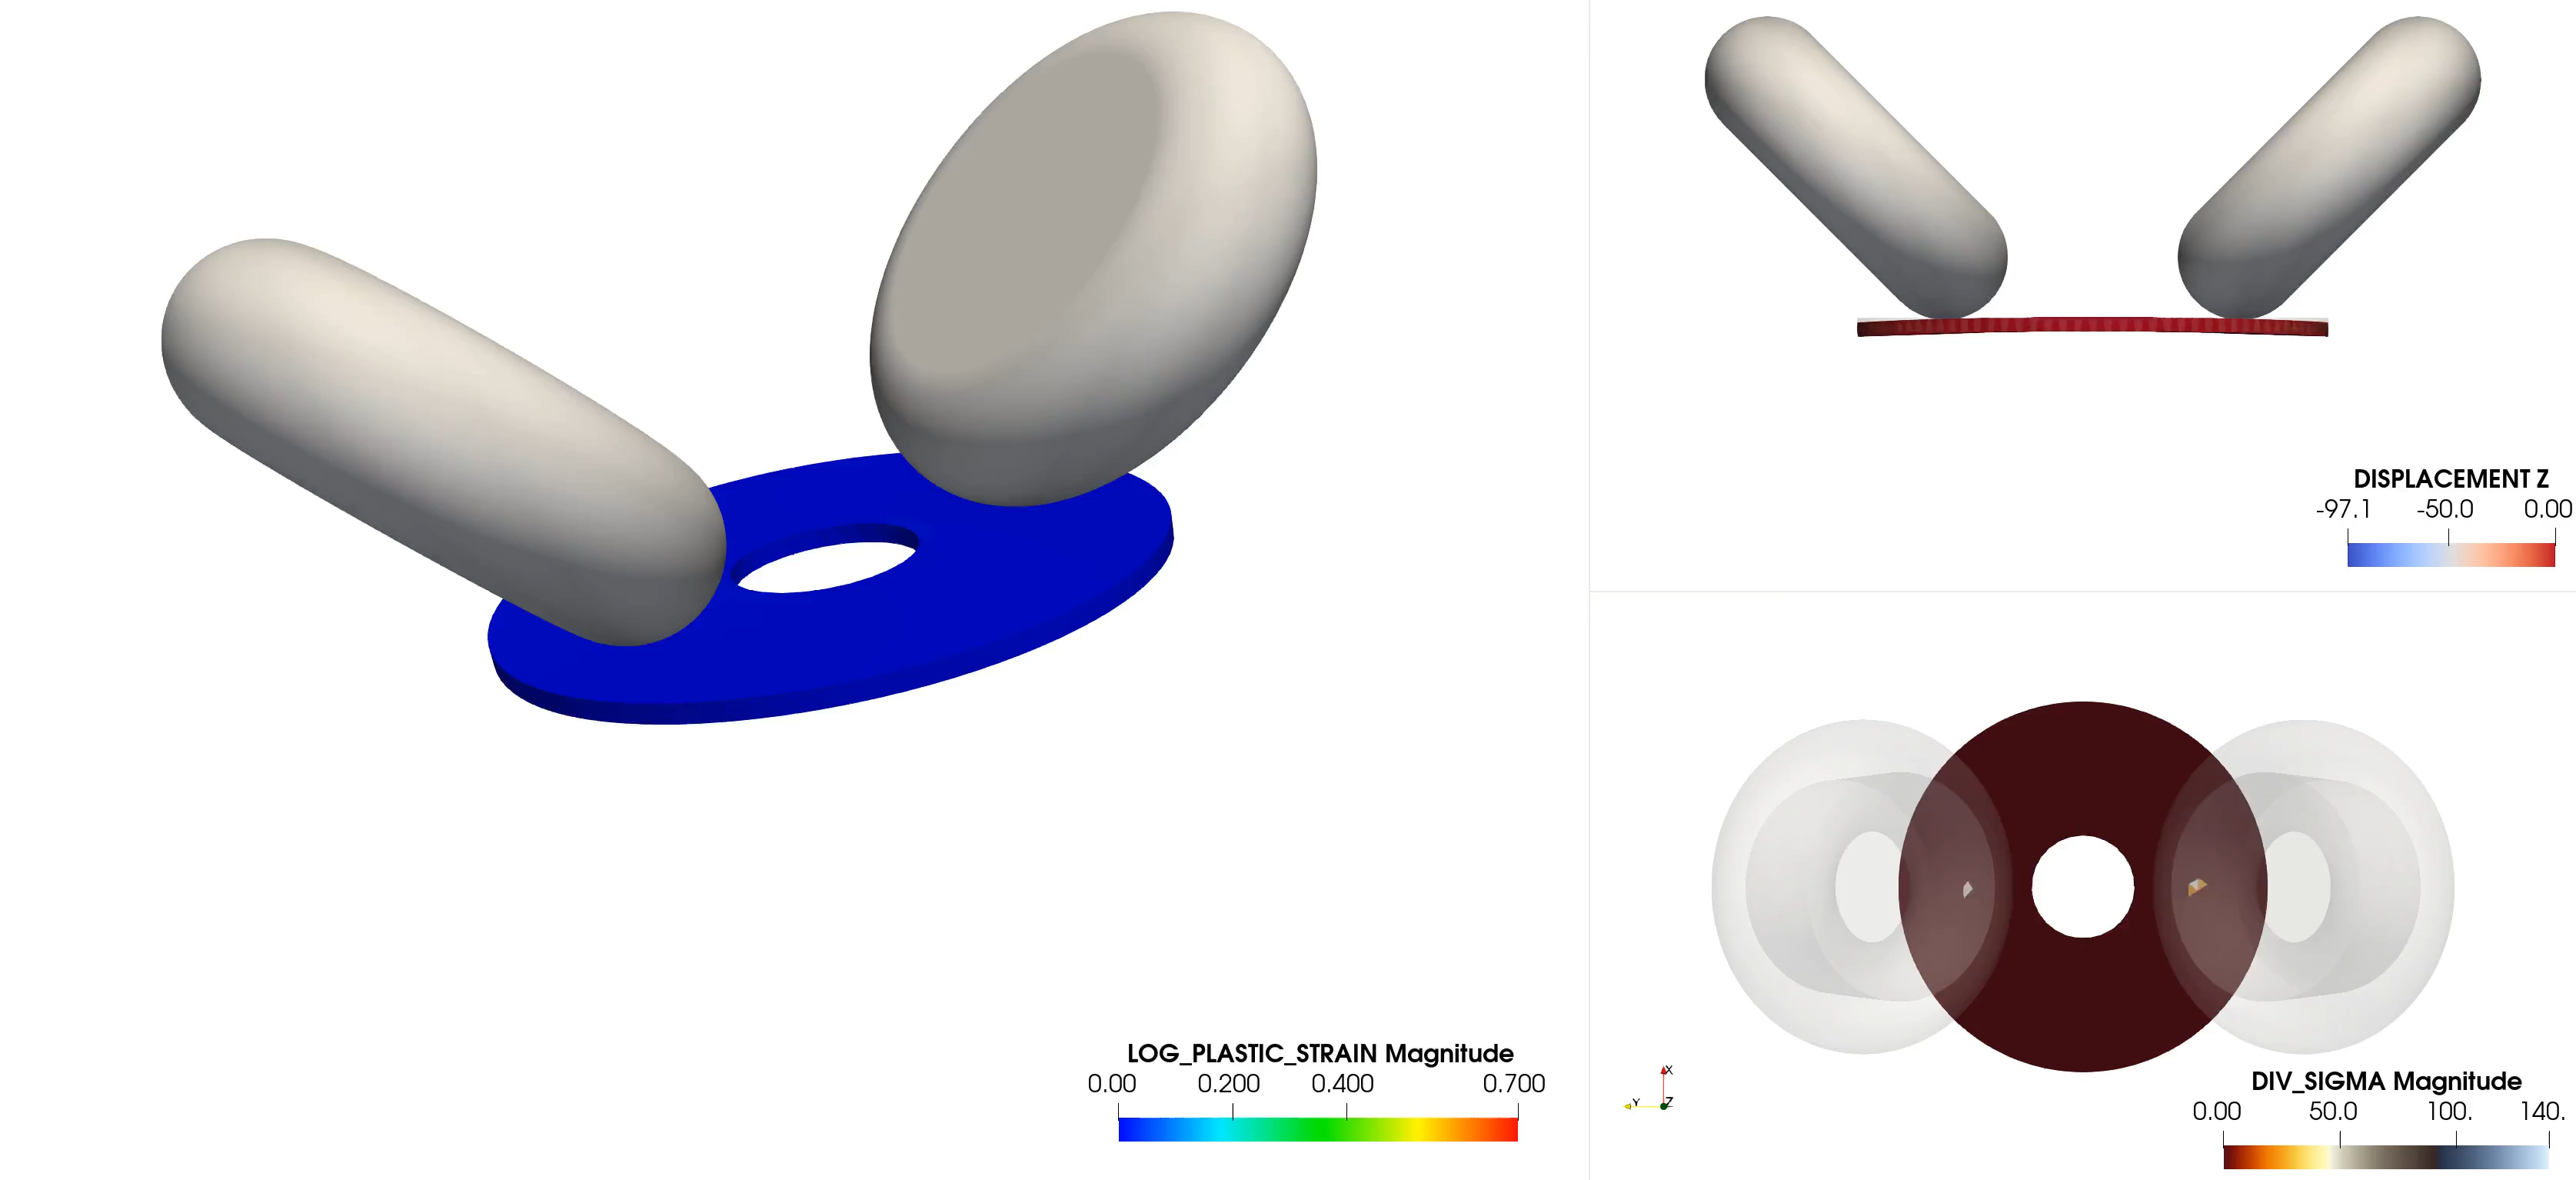 DISPLACEMENT Z
-97.1 -50.0 0.00
LOG_PLASTIC_STRAIN Magnitude
0.00 0.200 0.400 0.700
X
Y Z
DIV_SIGMA Magnitude
0.00 50.0 100. 140.